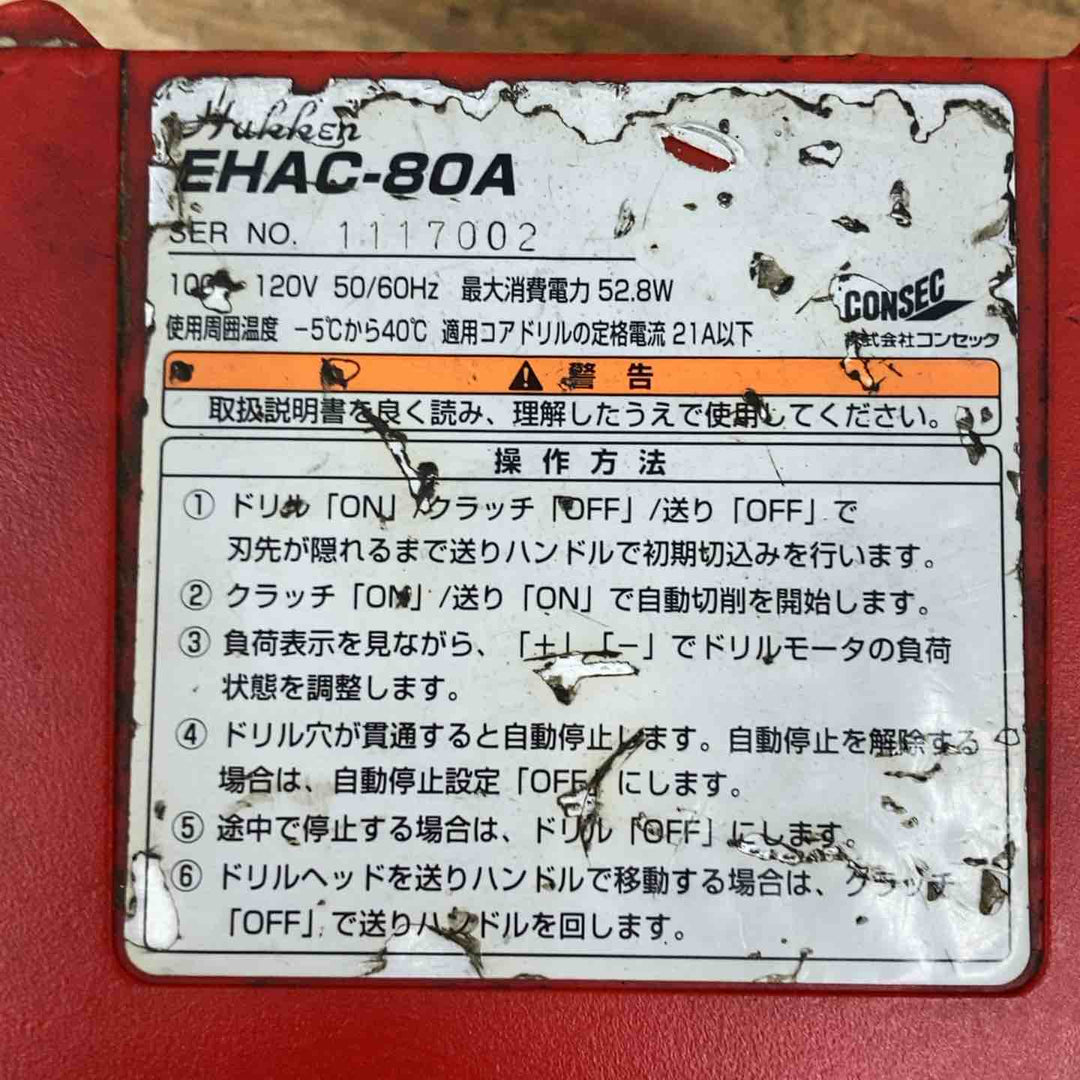 Hakken
EHAC-80A
SER NO. 1117002
120V 50/60Hz 最大消費電力 52.8W
CONSEC
使用周囲温度 -5℃から40℃ 適用コアドリルの定格電流 21A以下
株式会社コンセック
警告
取扱説明書を良く読み、理解したうえで使用してください。
操作方法
① ドリル「ON」/クラッチ「OFF」/送り「OFF」で
刃先が隠れるまで送りハンドルで初期切込みを行います。
② クラッチ「ON」/送り「ON」で自動切削を開始します。
③ 負荷表示を見ながら、「+」「-」でドリルモータの負荷
状態を調整します。
④ ドリル穴が貫通すると自動停止します。自動停止を解除する
場合は、自動停止設定「OFF」にします。
⑤ 途中で停止する場合は、ドリル「OFF」にします。
⑥ ドリルヘッドを送りハンドルで移動する場合は、クラッチ
「OFF」で送りハンドルを回します。